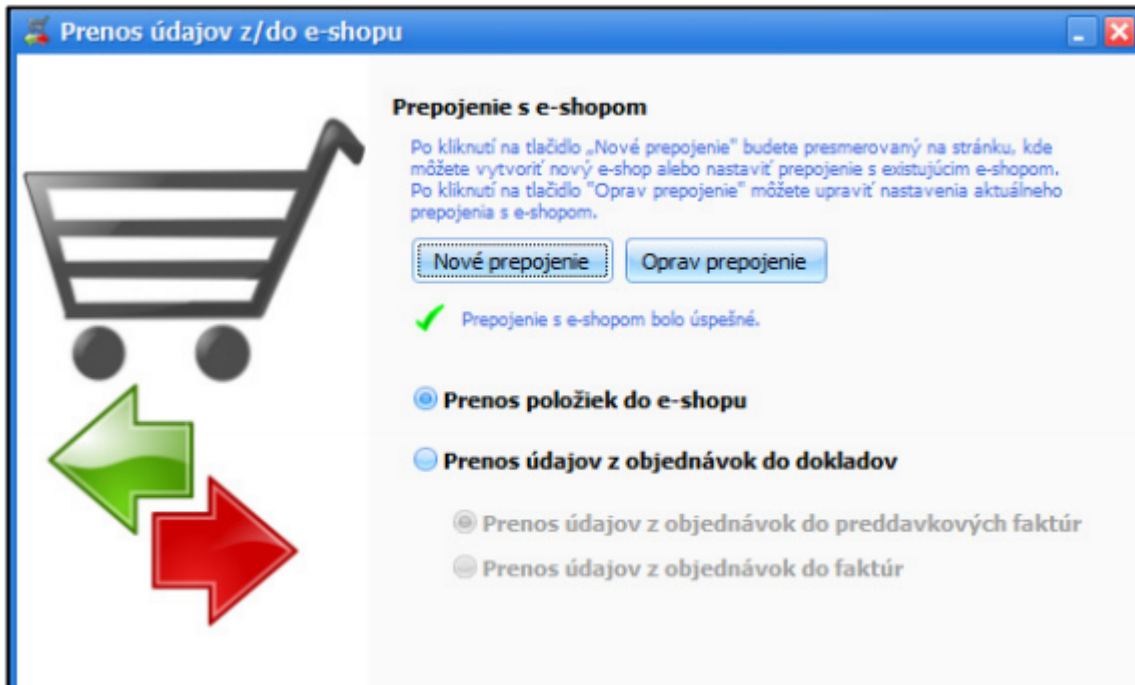 Prenos údajov z/do e-shopu
Prepojenie s e-shopom
Po kliknutí na tlačidlo „Nové prepojenie" budete presmerovaný na stránku, kde
môžete vytvoriť nový e-shop alebo nastaviť prepojenie s existujúcim e-shopom.
Po kliknutí na tlačidlo "Oprav prepojenie" môžete upraviť nastavenia aktuálneho
prepojenia s e-shopom.
Nové prepojenie Oprav prepojenie
Prepojenie s e-shopom bolo úspešné.
Prenos položiek do e-shopu
Prenos údajov z objednávok do dokladov
Prenos údajov z objednávok do preddavkových faktúr
Prenos údajov z objednávok do faktúr